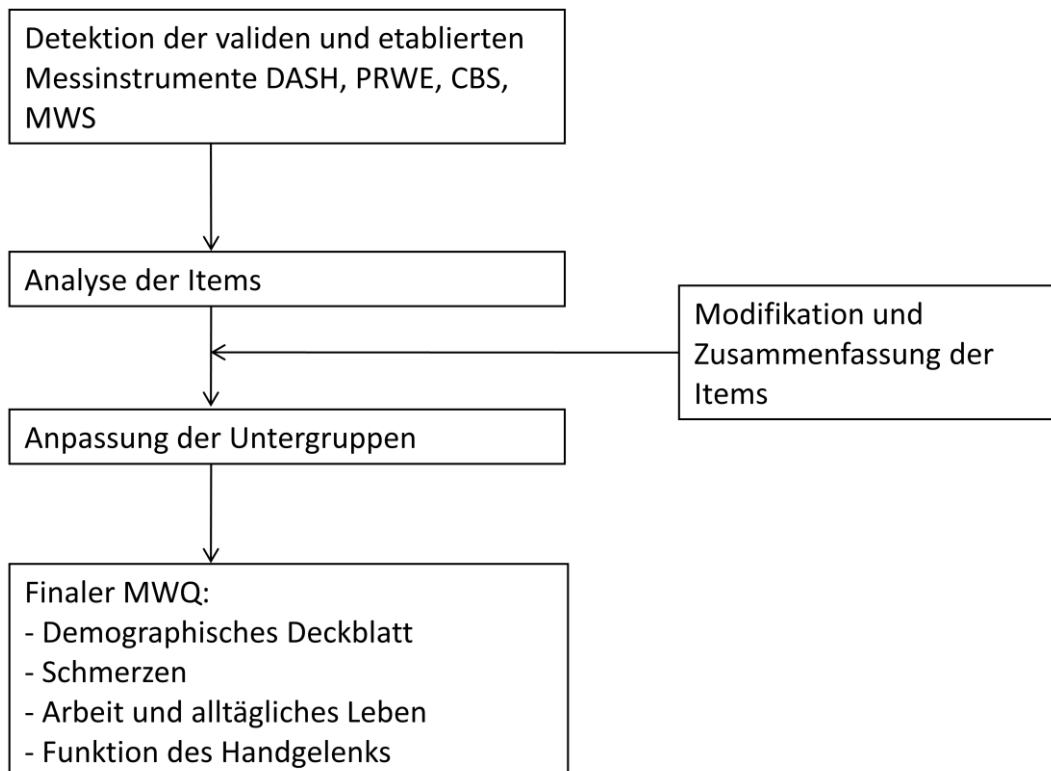 Detektion der validen und etablierten
Messinstrumente DASH, PRWE, CBS,
MWS
Analyse der Items
Modifikation und
Zusammenfassung der
Items
Anpassung der Untergruppen
Finaler MWQ:
- Demographisches Deckblatt
- Schmerzen
- Arbeit und alltägliches Leben
- Funktion des Handgelenks